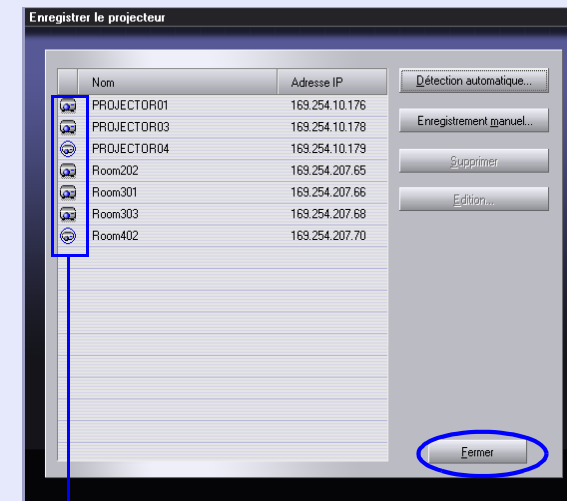 Enregistrer le projecteur
Nom Adresse IP
PROJECTOR01 169.254.10.176
PROJECTOR03 169.254.10.178
PROJECTOR04 169.254.10.179
Room202 169.254.207.65
Room301 169.254.207.66
Room303 169.254.207.68
Room402 169.254.207.70
Détection automatique...
Enregistrement manuel...
Supprimer
Edition...
Fermer